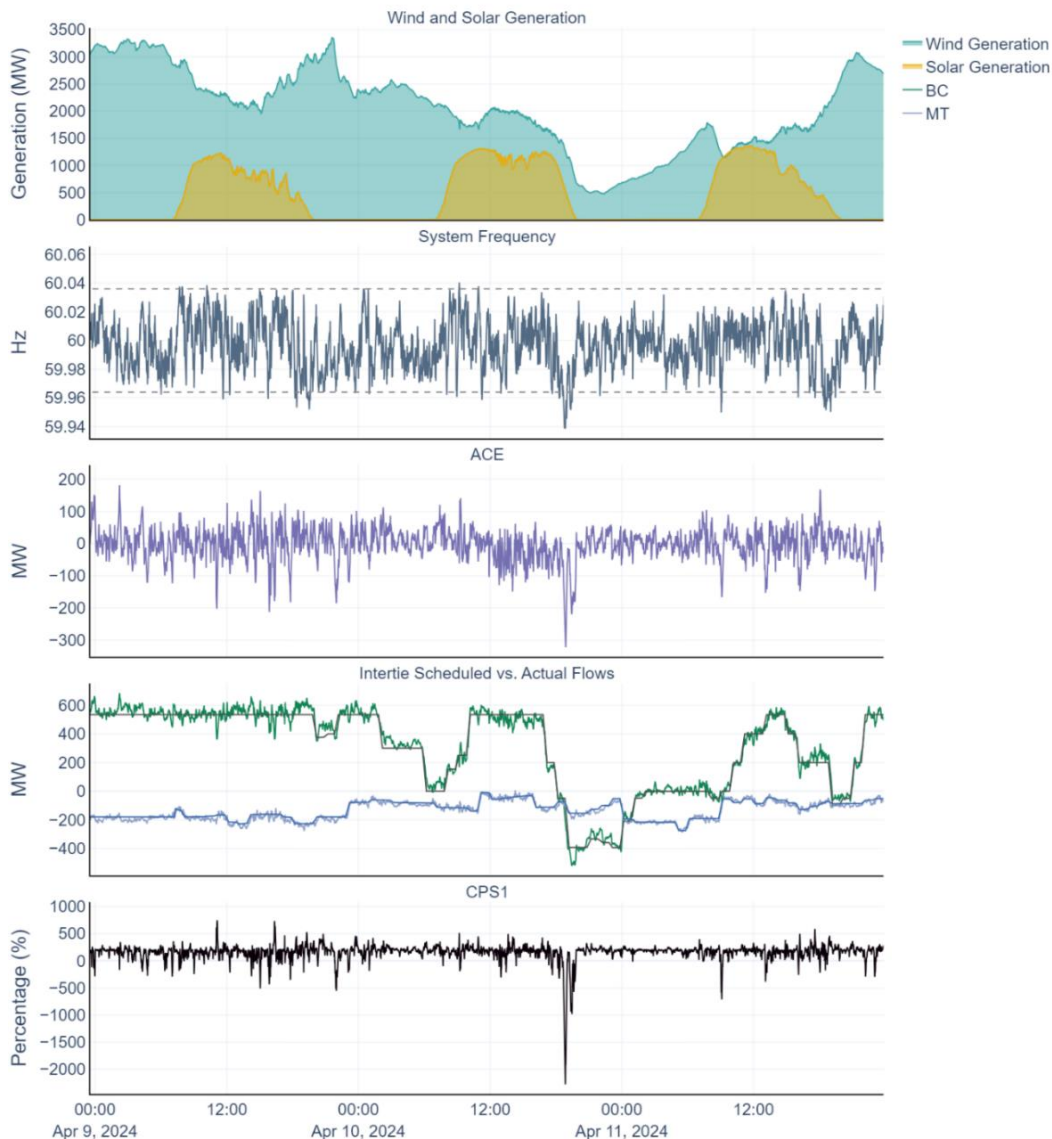 Wind and Solar Generation
Generation (MW)
3500
3000
2500
2000
1500
1000
500
0
Wind Generation
Solar Generation
BC
MT
System Frequency
Hz
60.06
60.04
60.02
60
59.98
59.96
59.94
ACE
MW
200
100
0
−100
−200
−300
Intertie Scheduled vs. Actual Flows
MW
600
400
200
0
−200
−400
CPS1
Percentage (%)
1000
500
0
−500
−1000
−1500
−2000
00:00 12:00 00:00 12:00 00:00 12:00
Apr 9, 2024 Apr 10, 2024 Apr 11, 2024